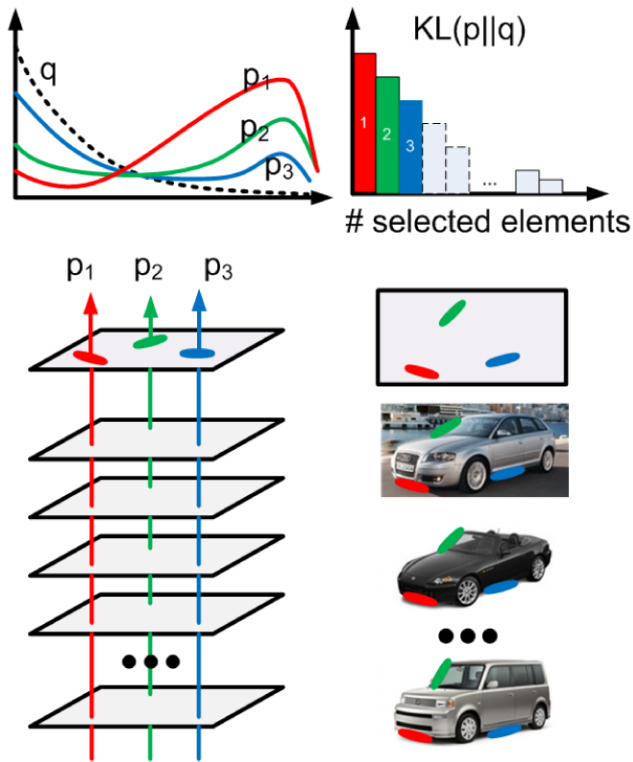 q
p1
p2
p3
KL(p||q)
1
2
3
...
# selected elements
p1
p2
p3